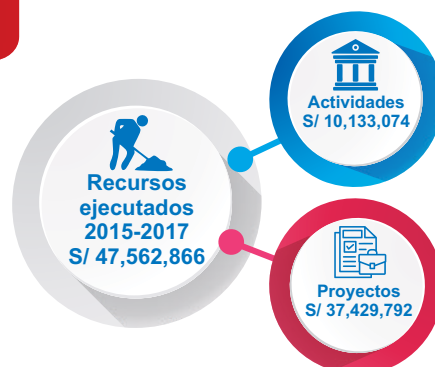 Recursos
ejecutados
2015-2017
S/ 47,562,866
Actividades
S/ 10,133,074
Proyectos
S/ 37,429,792